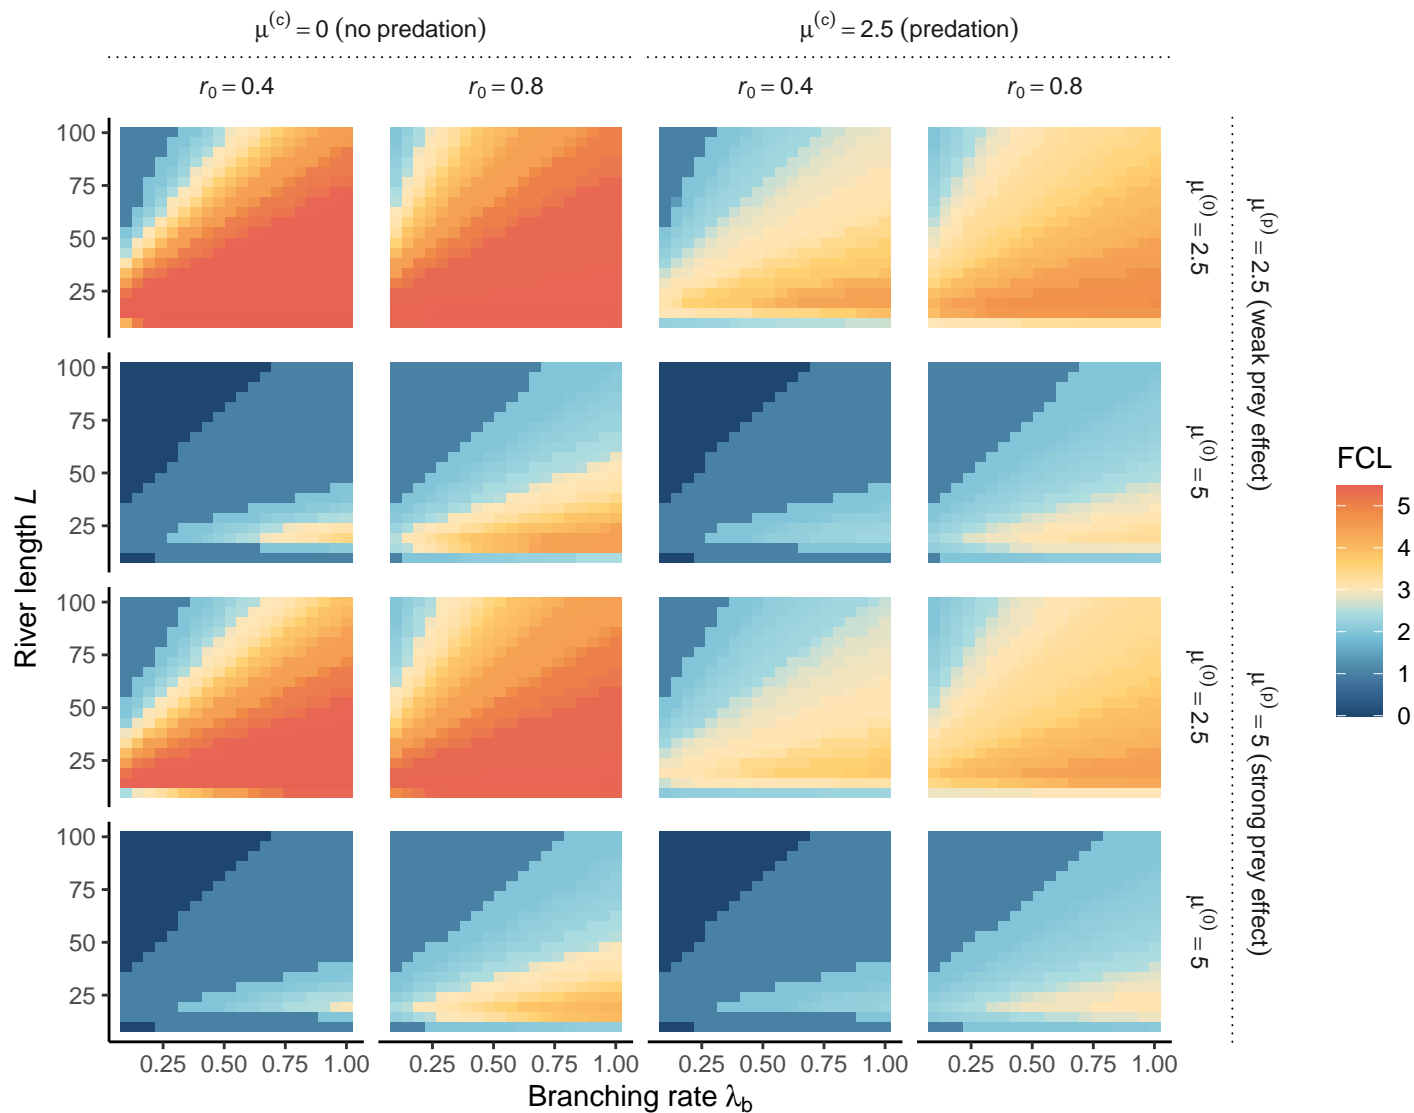 μ(c) = 0 (no predation)
μ(c) = 2.5 (predation)
r0 = 0.4
r0 = 0.8
r0 = 0.4
r0 = 0.8
100
75
50
25
μ(0) = 2.5
μ(p) = 2.5 (weak prey effect)
100
75
50
25
μ(0) = 5
River length L
100
75
50
25
μ(0) = 2.5
μ(p) = 5 (strong prey effect)
100
75
50
25
μ(0) = 5
0.25 0.50 0.75 1.00
0.25 0.50 0.75 1.00
0.25 0.50 0.75 1.00
0.25 0.50 0.75 1.00
Branching rate λb
FCL
5
4
3
2
1
0